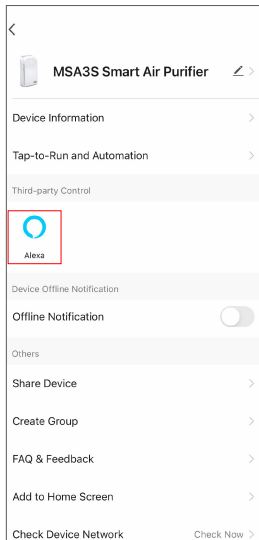 MSA3S Smart Air Purifier
Device Information
Tap-to-Run and Automation
Third-party Control
Alexa
Device Offline Notification
Offline Notification
Others
Share Device
Create Group
FAQ & Feedback
Add to Home Screen
Check Device Network Check Now